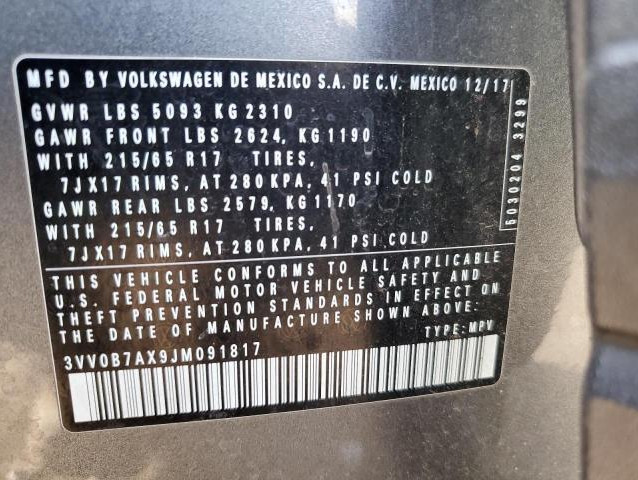 MFD BY VOLKSWAGEN DE MEXICO S.A. DE C.V. MEXICO 12/17
GVWR LBS 5093 KG 2310
GAWR FRONT LBS 2624, KG 1190
WITH 215/65 R17 TIRES,
7JX17 RIMS, AT 280 KPA, 41 PSI COLD
GAWR REAR LBS 2579, KG 1170
WITH 215/65 R17 TIRES,
7JX17 RIMS, AT 280 KPA, 41 PSI COLD
5030204 3299
THIS VEHICLE CONFORMS TO ALL APPLICABLE
U.S. FEDERAL MOTOR VEHICLE SAFETY AND
THEFT PREVENTION STANDARDS IN EFFECT ON
THE DATE OF MANUFACTURE SHOWN ABOVE.
TYPE: MPV
3VV0B7AX9JM091817